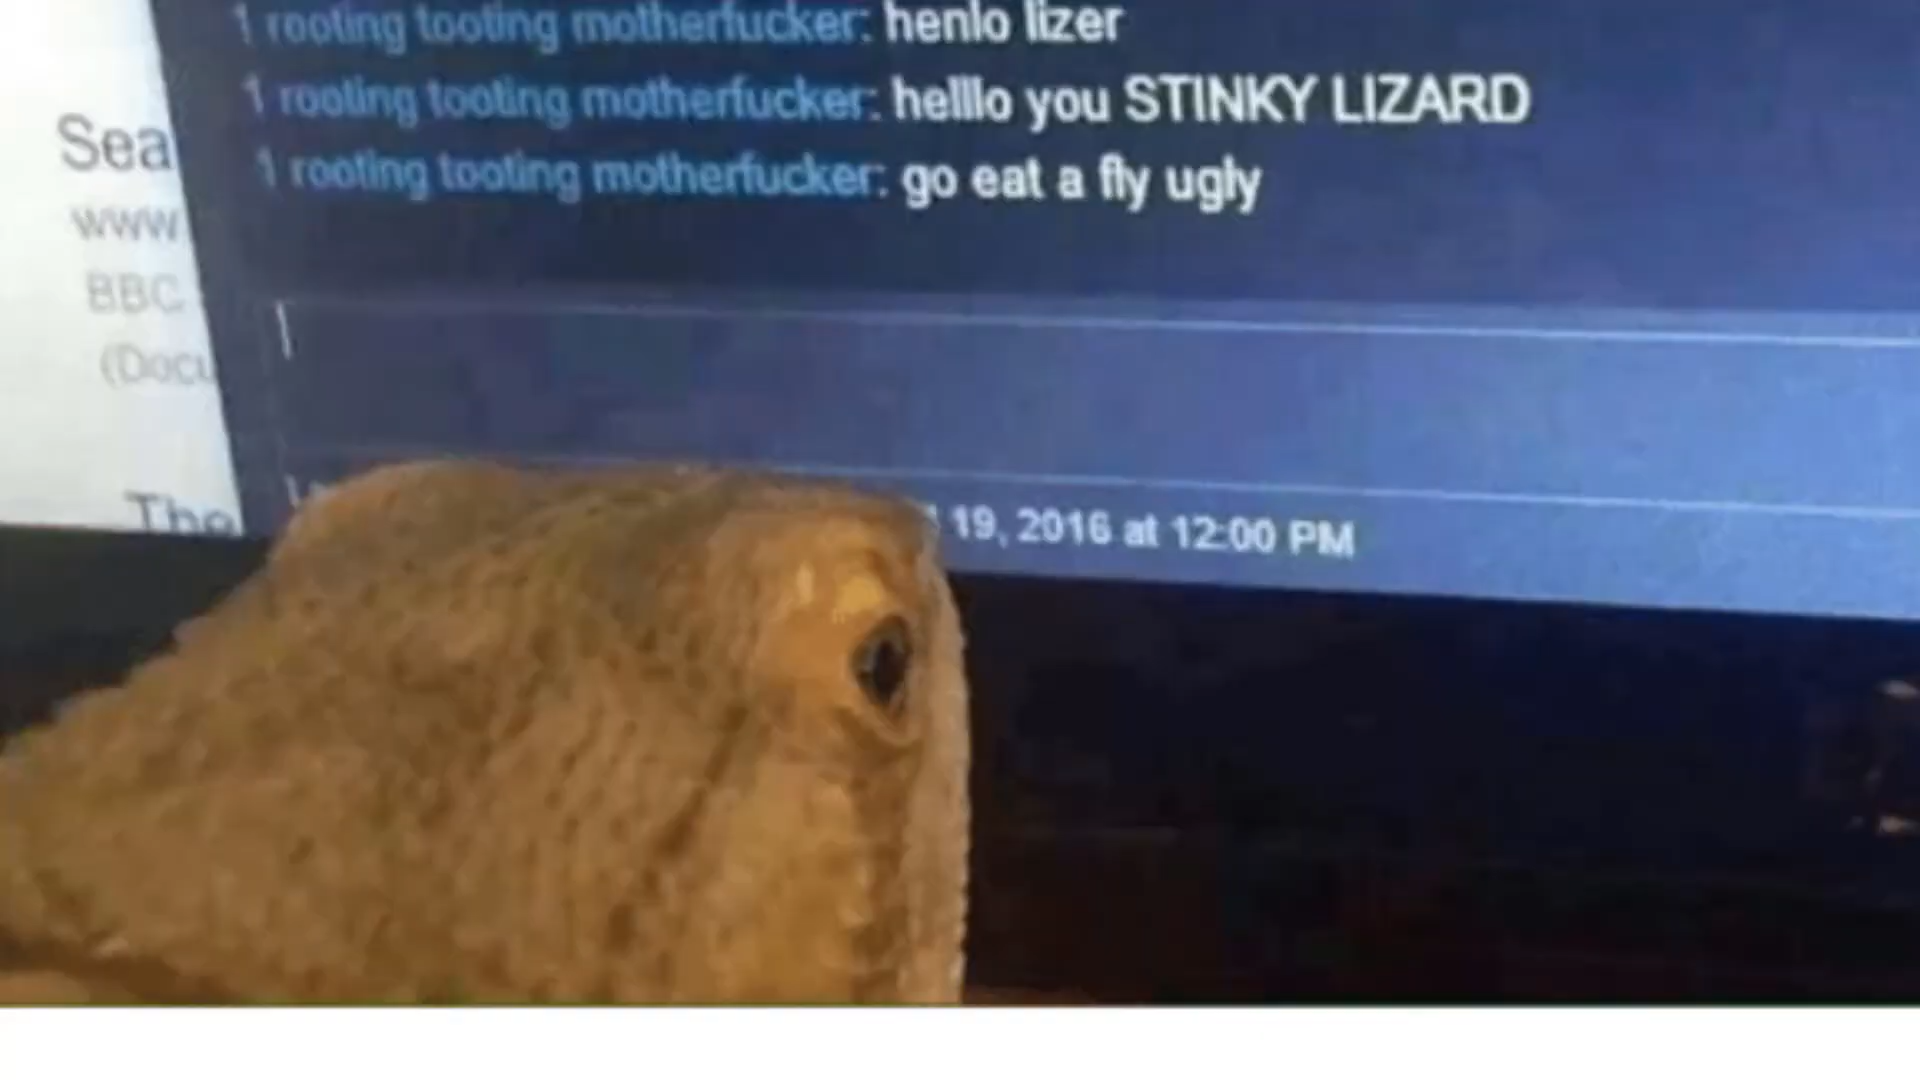 1 rooting tooting motherfucker: henlo lizer
1 rooting tooting motherfucker: helllo you STINKY LIZARD
1 rooting tooting motherfucker: go eat a fly ugly
Sea
www.
BBC
(Docu
The
19, 2016 at 12:00 PM